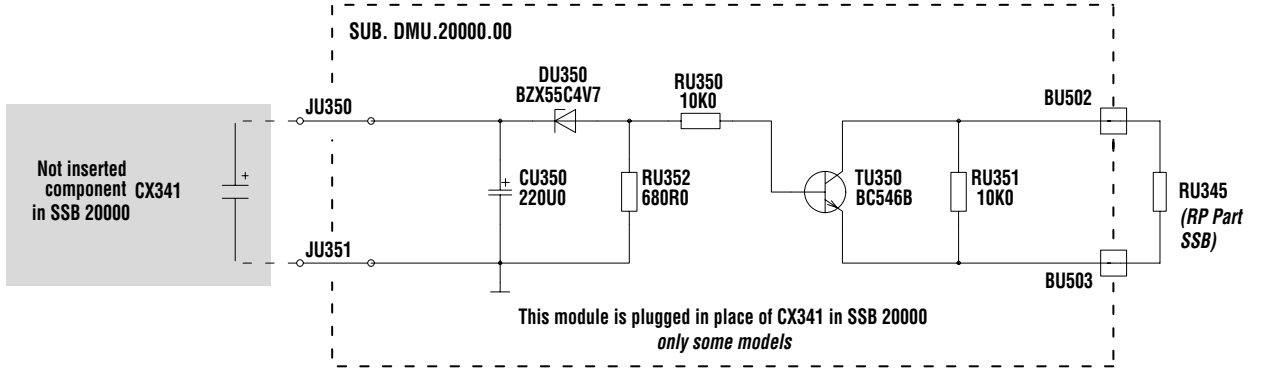 SUB. DMU.20000.00
DU350
BZX55C4V7
RU350
10K0
JU350
BU502
Not inserted
component CX341
in SSB 20000
+
+
CU350
220U0
RU352
680R0
TU350
BC546B
RU351
10K0
RU345
(RP Part
SSB)
JU351
BU503
This module is plugged in place of CX341 in SSB 20000
only some models